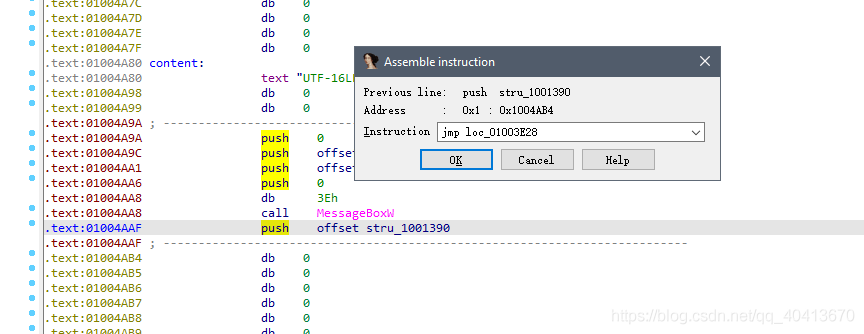 .text:01004A7C db 0
.text:01004A7D db 0
.text:01004A7E db 0
.text:01004A7F db 0
.text:01004A80 content:
.text:01004A80 text "UTF-16L
.text:01004A98 db 0
.text:01004A99 db 0
.text:01004A9A ; ---------------------------
.text:01004A9A push 0
.text:01004A9C push offset
.text:01004AA1 push offset
.text:01004AA6 push 0
.text:01004AA8 db 3Eh
.text:01004AA8 call MessageBoxW
.text:01004AAF push offset stru_1001390
.text:01004AAF ; ---------------------------------------------------------------------------
.text:01004AB4 db 0
.text:01004AB5 db 0
.text:01004AB6 db 0
.text:01004AB7 db 0
.text:01004AB8 db 0
.text:01004AB9 db 0
Assemble instruction
Previous line: push stru_1001390
Address : 0x1 : 0x1004AB4
Instruction jmp loc_01003E28
OK Cancel Help
https://blog.csdn.net/qq_40413670